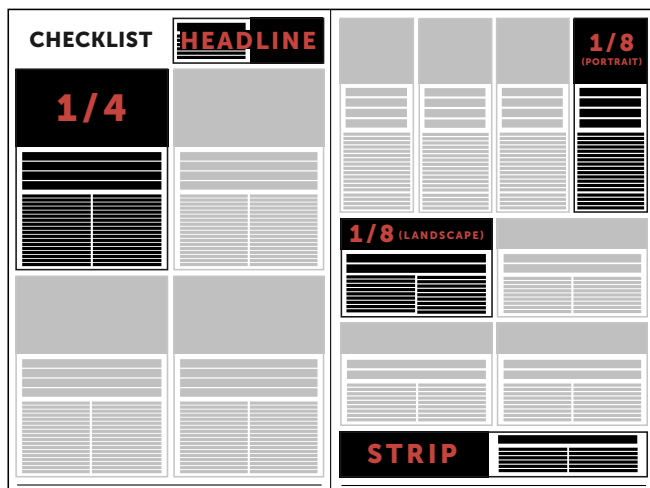 CHECKLIST
HEADLINE
1/4
1/8
(PORTRAIT)
1/8 (LANDSCAPE)
STRIP